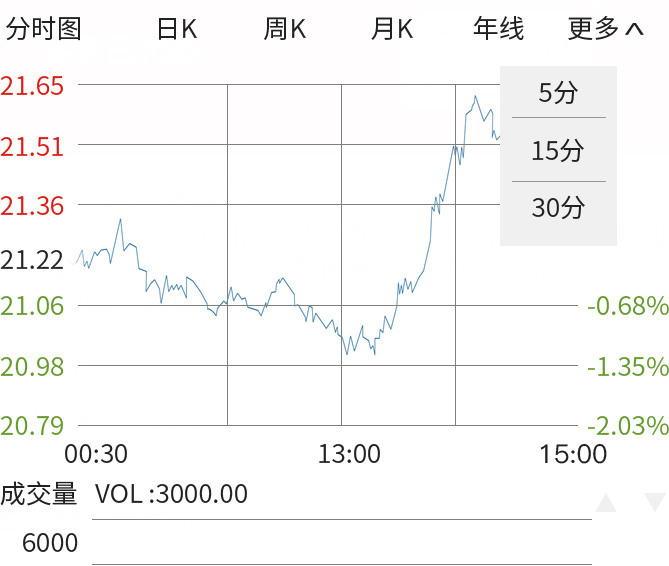 分时图 日K 周K 月K 年线 更多
21.65
5分
21.51
15分
21.36
30分
21.22
21.06 -0.68%
20.98 -1.35%
20.79 -2.03%
00:30 13:00 15:00
成交量 VOL :3000.00
6000